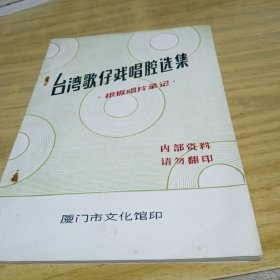 台湾歌仔戏唱腔选集
·根据唱片录记·
内部资料
请勿翻印
厦门市文化馆印